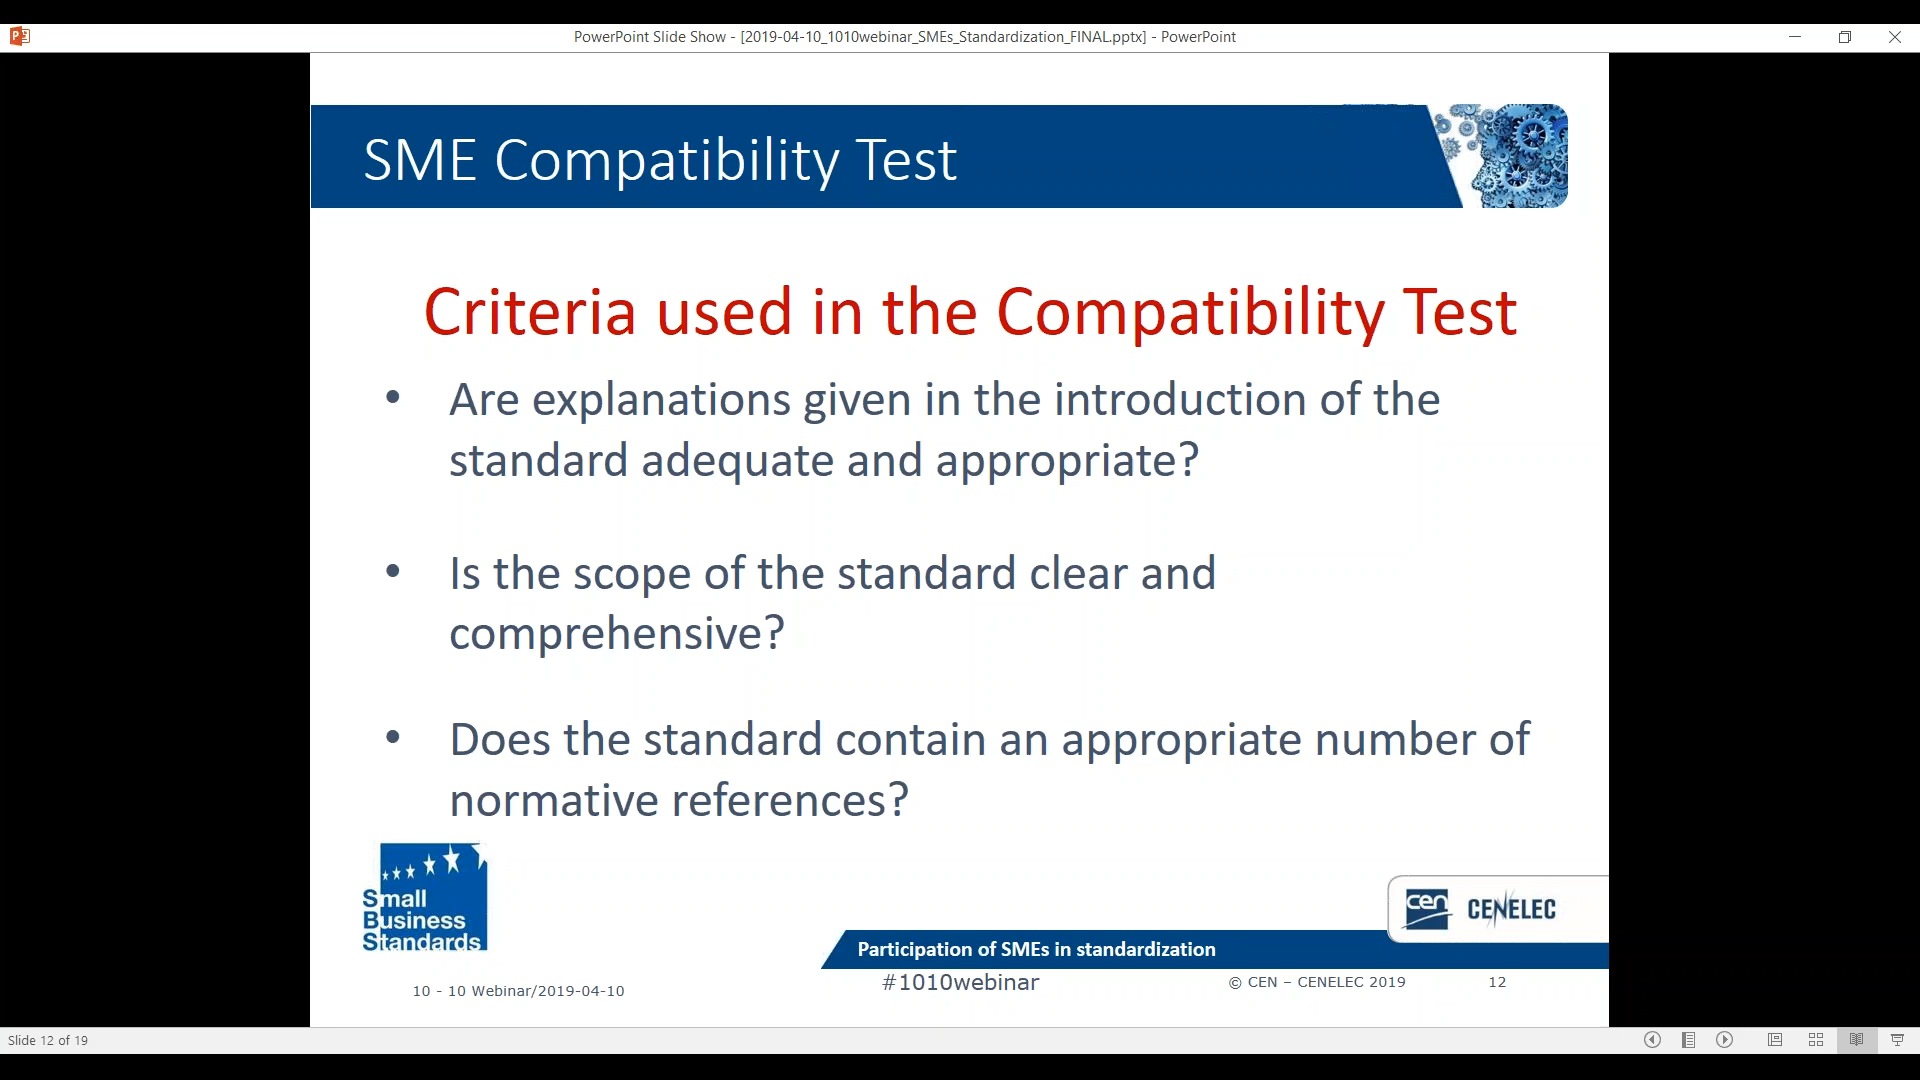 PowerPoint Slide Show - [2019-04-10_1010webinar_SMEs_Standardization_FINAL.pptx] - PowerPoint
SME Compatibility Test
Criteria used in the Compatibility Test
• Are explanations given in the introduction of the
standard adequate and appropriate?
• Is the scope of the standard clear and
comprehensive?
• Does the standard contain an appropriate number of
normative references?
Small
Business
Standards
cen CENELEC
Participation of SMEs in standardization
10 - 10 Webinar/2019-04-10
#1010webinar
© CEN – CENELEC 2019
12
Slide 12 of 19